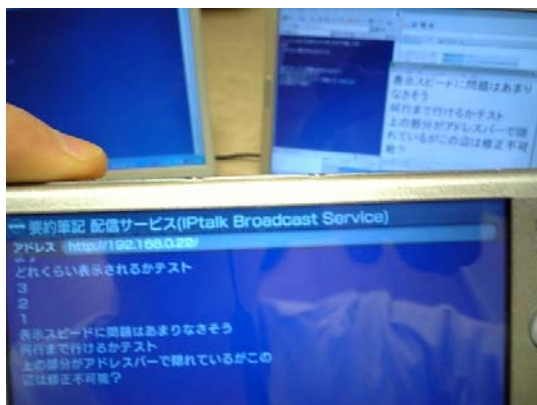 表示スピードに問題はあまり
なさそう
何行まで行けるかテスト
上の部分がアドレスバーで隠
れているがこの辺は修正不可
能?
要約筆記 配信サービス(IPtalk Broadcast Service)
アドレス http://192.168.0.22/
どれくらい表示されるかテスト
3
2
1
表示スピードに問題はあまりなさそう
何行まで行けるかテスト
上の部分がアドレスバーで隠れているがこの
辺は修正不可能?